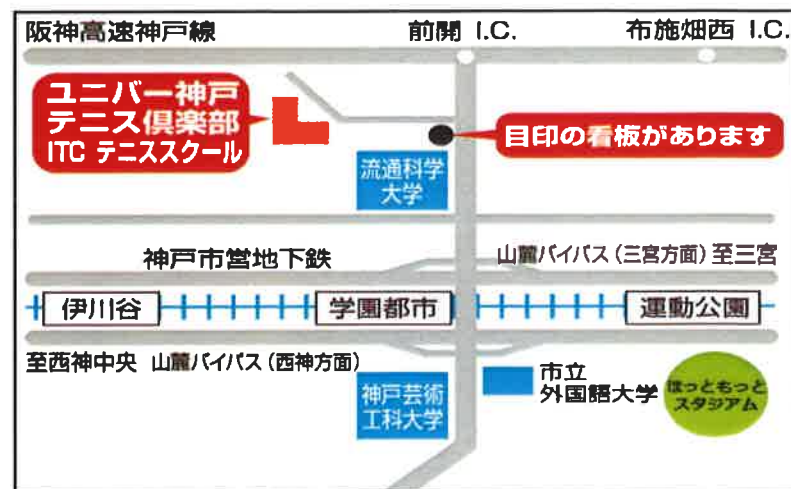 阪神高速神戸線
前開 I.C.
布施畑西 I.C.
ユニバー神戸
テニス倶楽部
ITC テニススクール
目印の看板があります
流通科学
大学
神戸市営地下鉄
山麓バイパス(三宮方面)至三宮
伊川谷
学園都市
運動公園
至西神中央 山麓バイパス(西神方面)
神戸芸術
工科大学
市立
外国語大学
ほっともっと
スタジアム